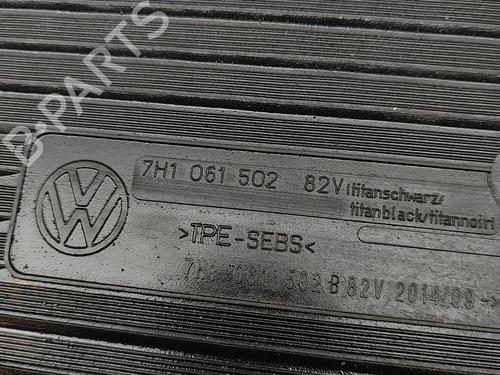 B-PARTS
7H1 061 502 82V (titanschwarz/
titanblack/titannoir)
>TPE-SEBS<
502 B 82V 2014/09